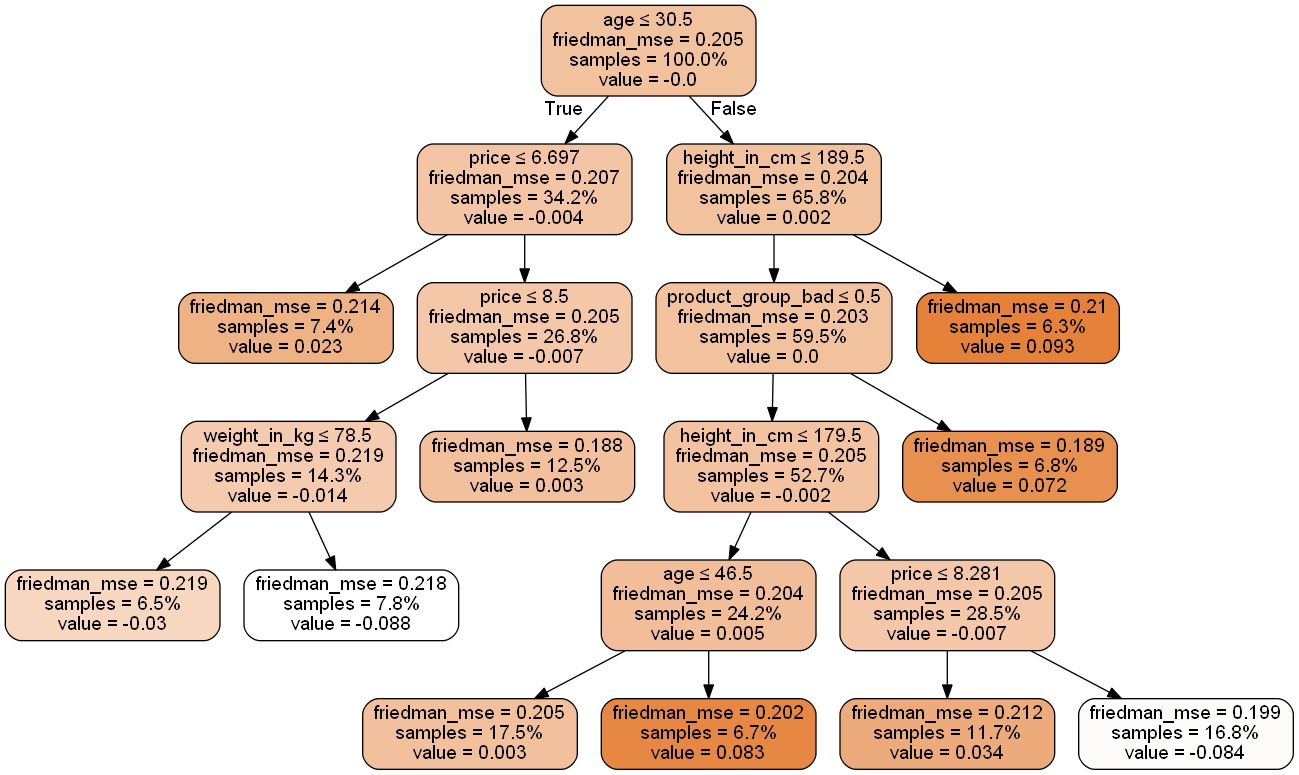 age ≤ 30.5
friedman_mse = 0.205
samples = 100.0%
value = -0.0
True
False
price ≤ 6.697
friedman_mse = 0.207
samples = 34.2%
value = -0.004
height_in_cm ≤ 189.5
friedman_mse = 0.204
samples = 65.8%
value = 0.002
friedman_mse = 0.214
samples = 7.4%
value = 0.023
price ≤ 8.5
friedman_mse = 0.205
samples = 26.8%
value = -0.007
product_group_bad ≤ 0.5
friedman_mse = 0.203
samples = 59.5%
value = 0.0
friedman_mse = 0.21
samples = 6.3%
value = 0.093
weight_in_kg ≤ 78.5
friedman_mse = 0.219
samples = 14.3%
value = -0.014
friedman_mse = 0.188
samples = 12.5%
value = 0.003
height_in_cm ≤ 179.5
friedman_mse = 0.205
samples = 52.7%
value = -0.002
friedman_mse = 0.189
samples = 6.8%
value = 0.072
friedman_mse = 0.219
samples = 6.5%
value = -0.03
friedman_mse = 0.218
samples = 7.8%
value = -0.088
age ≤ 46.5
friedman_mse = 0.204
samples = 24.2%
value = 0.005
price ≤ 8.281
friedman_mse = 0.205
samples = 28.5%
value = -0.007
friedman_mse = 0.205
samples = 17.5%
value = 0.003
friedman_mse = 0.202
samples = 6.7%
value = 0.083
friedman_mse = 0.212
samples = 11.7%
value = 0.034
friedman_mse = 0.199
samples = 16.8%
value = -0.084